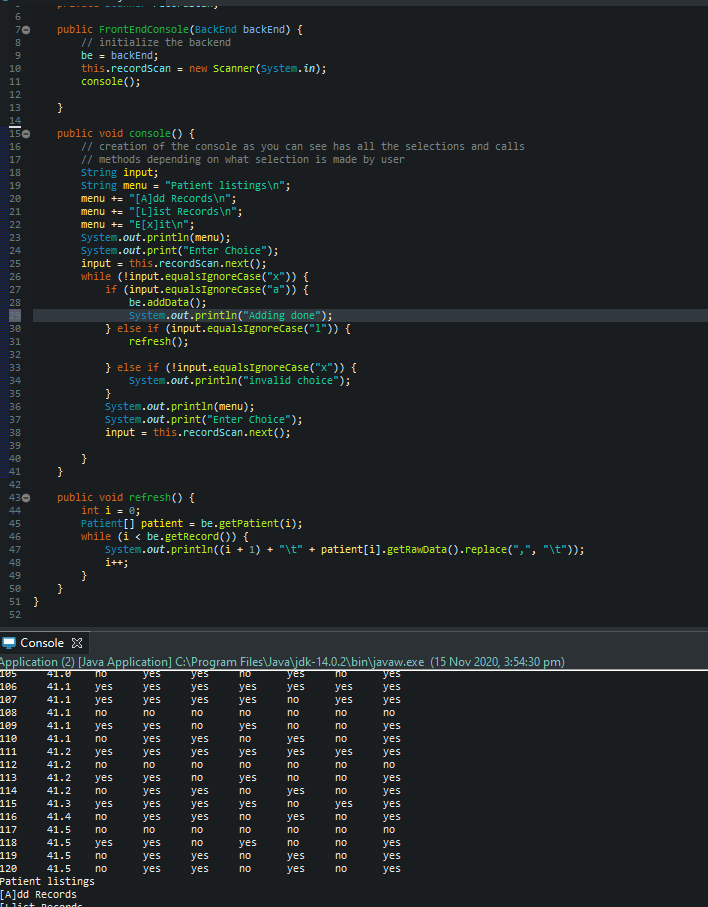 private Scanner recordScan;
6
7 public FrontEndConsole(BackEnd backEnd) {
8 // initialize the backend
9 be = backEnd;
10 this.recordScan = new Scanner(System.in);
11 console();
12
13 }
14
15 public void console() {
16 // creation of the console as you can see has all the selections and calls
17 // methods depending on what selection is made by user
18 String input;
19 String menu = "Patient listings\n";
20 menu += "[A]dd Records\n";
21 menu += "[L]ist Records\n";
22 menu += "E[x]it\n";
23 System.out.println(menu);
24 System.out.print("Enter Choice");
25 input = this.recordScan.next();
26 while (!input.equalsIgnoreCase("x")) {
27 if (input.equalsIgnoreCase("a")) {
28 be.addData();
29 System.out.println("Adding done");
30 } else if (input.equalsIgnoreCase("l")) {
31 refresh();
32
33 } else if (!input.equalsIgnoreCase("x")) {
34 System.out.println("invalid choice");
35 }
36 System.out.println(menu);
37 System.out.print("Enter Choice");
38 input = this.recordScan.next();
39
40 }
41 }
42
43 public void refresh() {
44 int i = 0;
45 Patient[] patient = be.getPatient(i);
46 while (i < be.getRecord()) {
47 System.out.println((i + 1) + "\t" + patient[i].getRawData().replace(",", "\t"));
48 i++;
49 }
50 }
51 }
52
Console
Application (2) [Java Application] C:\Program Files\Java\jdk-14.0.2\bin\javaw.exe (15 Nov 2020, 3:54:30 pm)
105 41.0 no yes yes no yes no yes
106 41.1 yes yes yes yes yes yes yes
107 41.1 yes yes yes yes no yes yes
108 41.1 no no no no no no no
109 41.1 yes yes no yes no no yes
110 41.1 no yes yes no yes no yes
111 41.2 yes yes yes yes yes yes yes
112 41.2 no no no no no no no
113 41.2 yes yes no yes no no yes
114 41.2 no yes yes no yes no yes
115 41.3 yes yes yes yes no yes yes
116 41.4 no yes yes no yes no yes
117 41.5 no no no no no no no
118 41.5 yes yes no yes no no yes
119 41.5 no yes yes no yes no yes
120 41.5 no yes yes no yes no yes
Patient listings
[A]dd Records
[L]ist Records